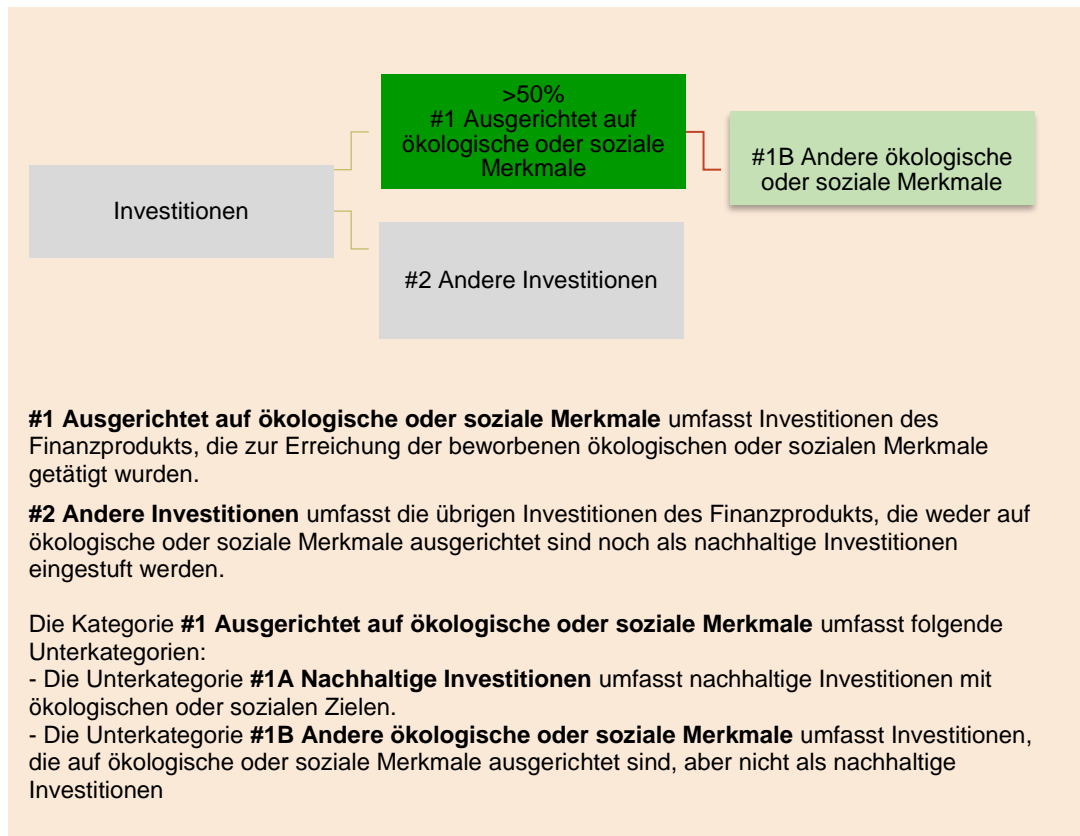 >50%
#1 Ausgerichtet auf
ökologische oder soziale
Merkmale
#1B Andere ökologische
oder soziale Merkmale
Investitionen
#2 Andere Investitionen
#1 Ausgerichtet auf ökologische oder soziale Merkmale umfasst Investitionen des
Finanzprodukts, die zur Erreichung der beworbenen ökologischen oder sozialen Merkmale
getätigt wurden.
#2 Andere Investitionen umfasst die übrigen Investitionen des Finanzprodukts, die weder auf
ökologische oder soziale Merkmale ausgerichtet sind noch als nachhaltige Investitionen
eingestuft werden.
Die Kategorie #1 Ausgerichtet auf ökologische oder soziale Merkmale umfasst folgende
Unterkategorien:
- Die Unterkategorie #1A Nachhaltige Investitionen umfasst nachhaltige Investitionen mit
ökologischen oder sozialen Zielen.
- Die Unterkategorie #1B Andere ökologische oder soziale Merkmale umfasst Investitionen,
die auf ökologische oder soziale Merkmale ausgerichtet sind, aber nicht als nachhaltige
Investitionen